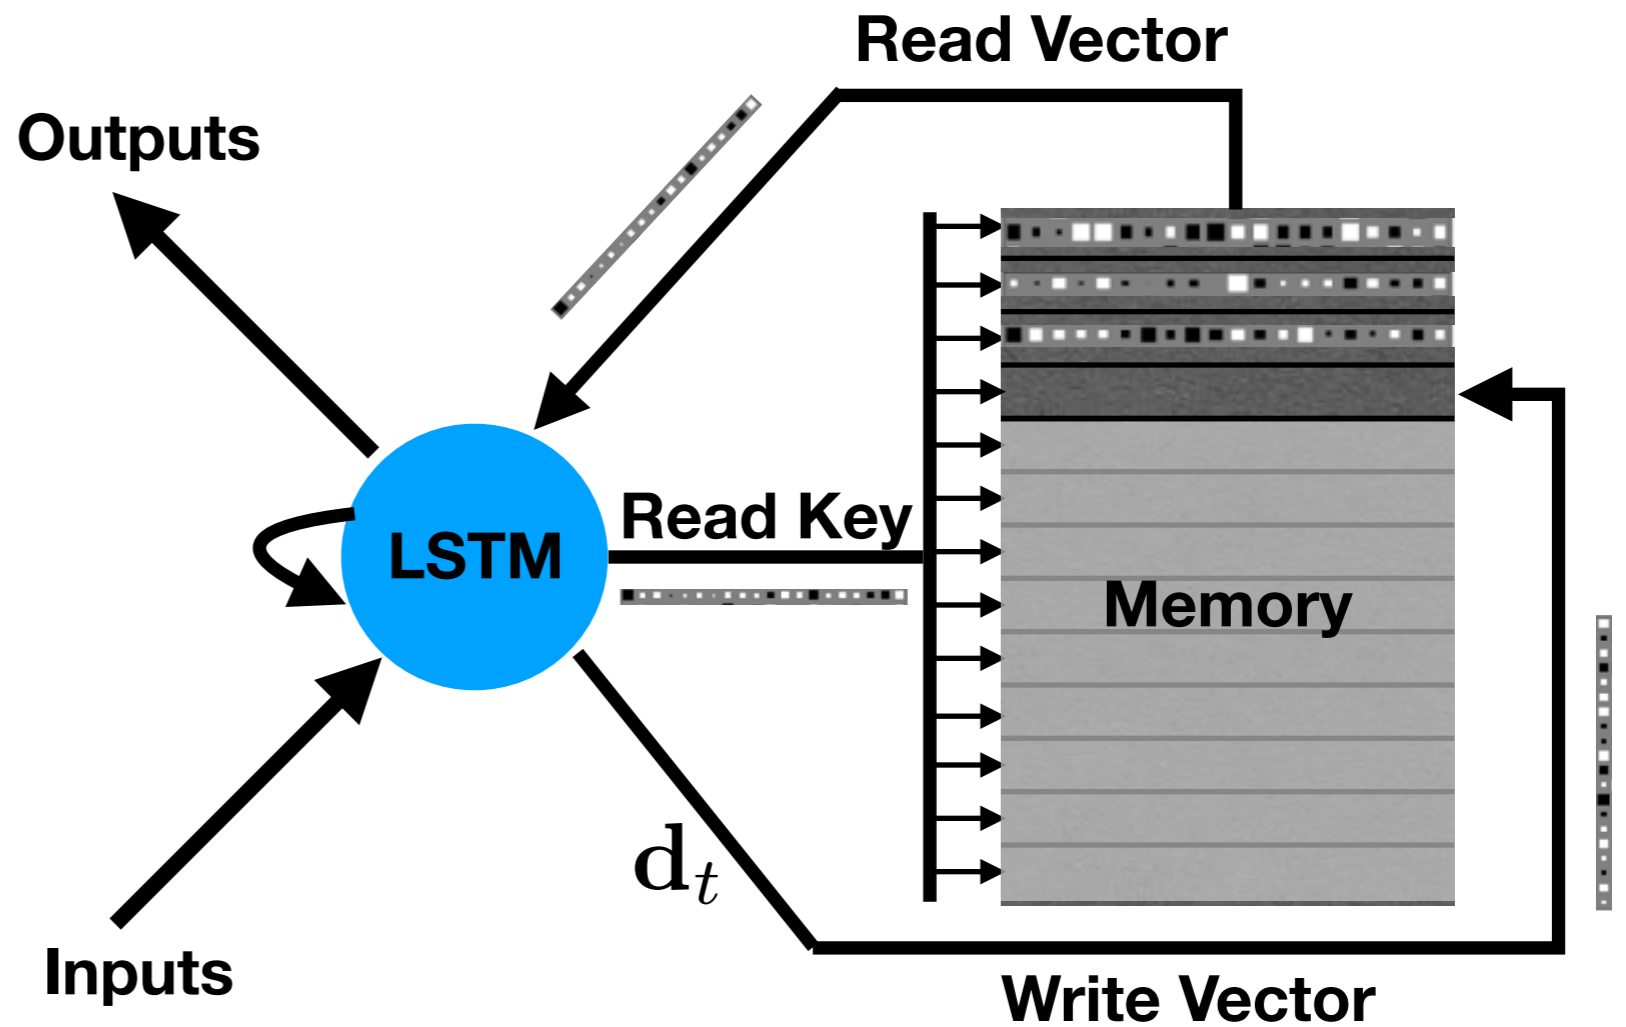 Read Vector
Outputs
Read Key
LSTM
Memory
d_t
Inputs
Write Vector